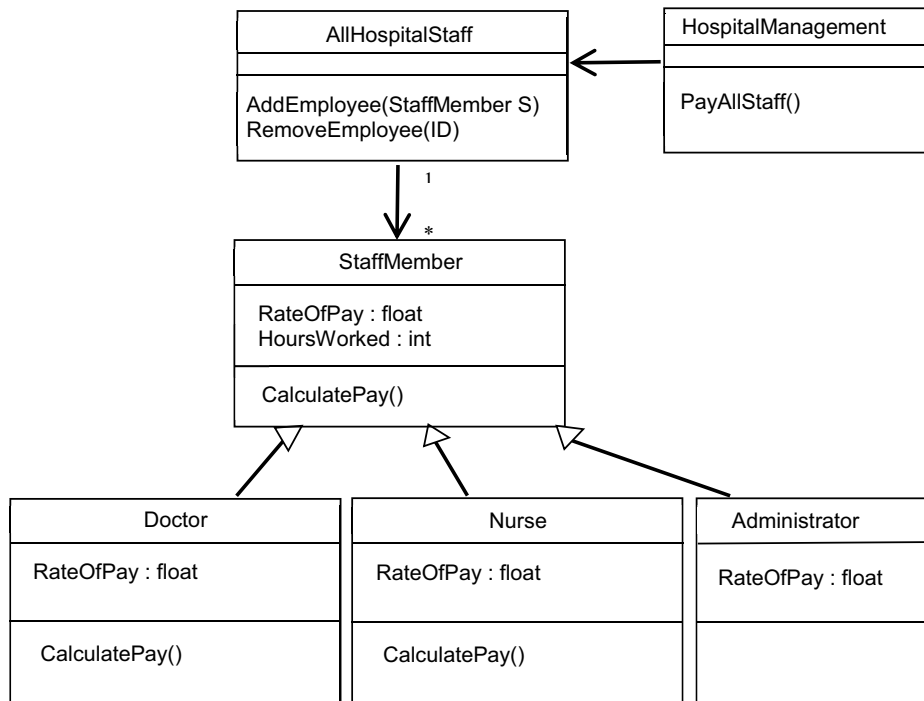 AllHospitalStaff
AddEmployee(StaffMember S)
RemoveEmployee(ID)
HospitalManagement
PayAllStaff()
1
*
StaffMember
RateOfPay : float
HoursWorked : int
CalculatePay()
Doctor
RateOfPay : float
CalculatePay()
Nurse
RateOfPay : float
CalculatePay()
Administrator
RateOfPay : float